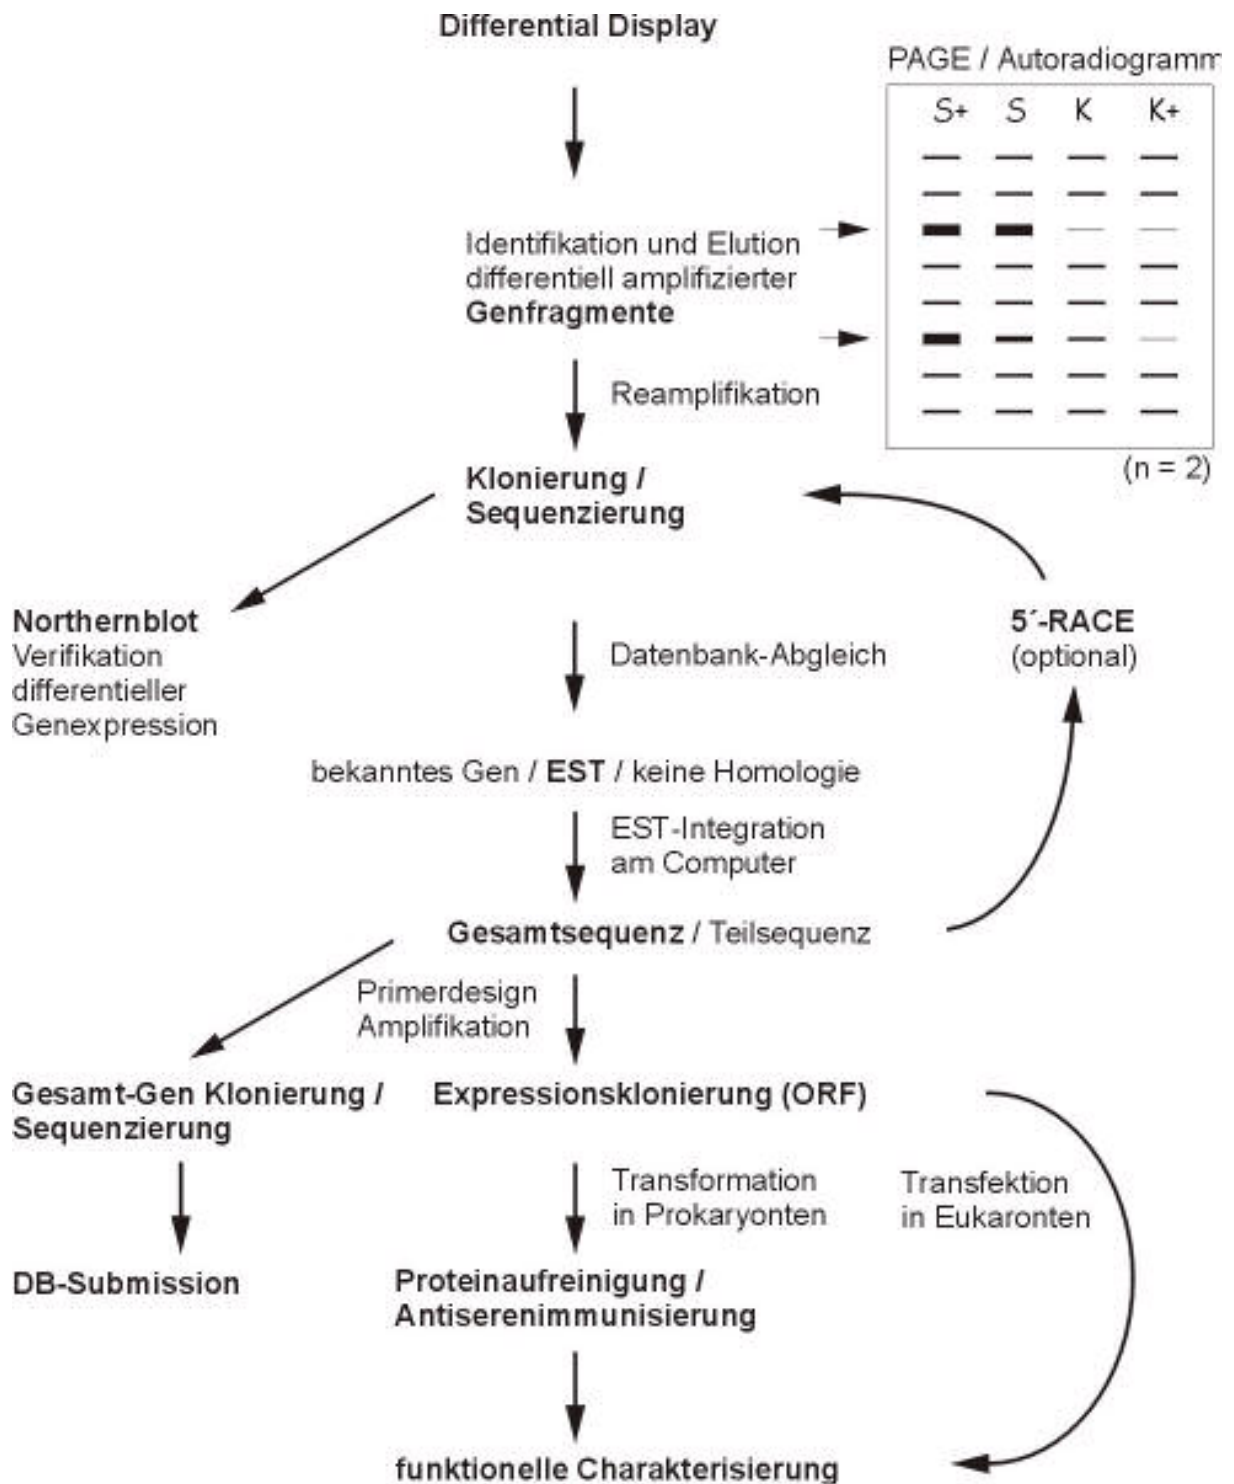 Differential Display
PAGE / Autoradiogramm
S+ S K K+
Identifikation und Elution
differentiell amplifizierter
Genfragmente
Reamplifikation
(n = 2)
Klonierung /
Sequenzierung
Northernblot
Verifikation
differentieller
Genexpression
Datenbank-Abgleich
5´-RACE
(optional)
bekanntes Gen / EST / keine Homologie
EST-Integration
am Computer
Gesamtsequenz / Teilsequenz
Primerdesign
Amplifikation
Gesamt-Gen Klonierung /
Sequenzierung
Expressionsklonierung (ORF)
Transformation
in Prokaryonten
Transfektion
in Eukaronten
DB-Submission
Proteinaufreinigung /
Antiserenimmunisierung
funktionelle Charakterisierung